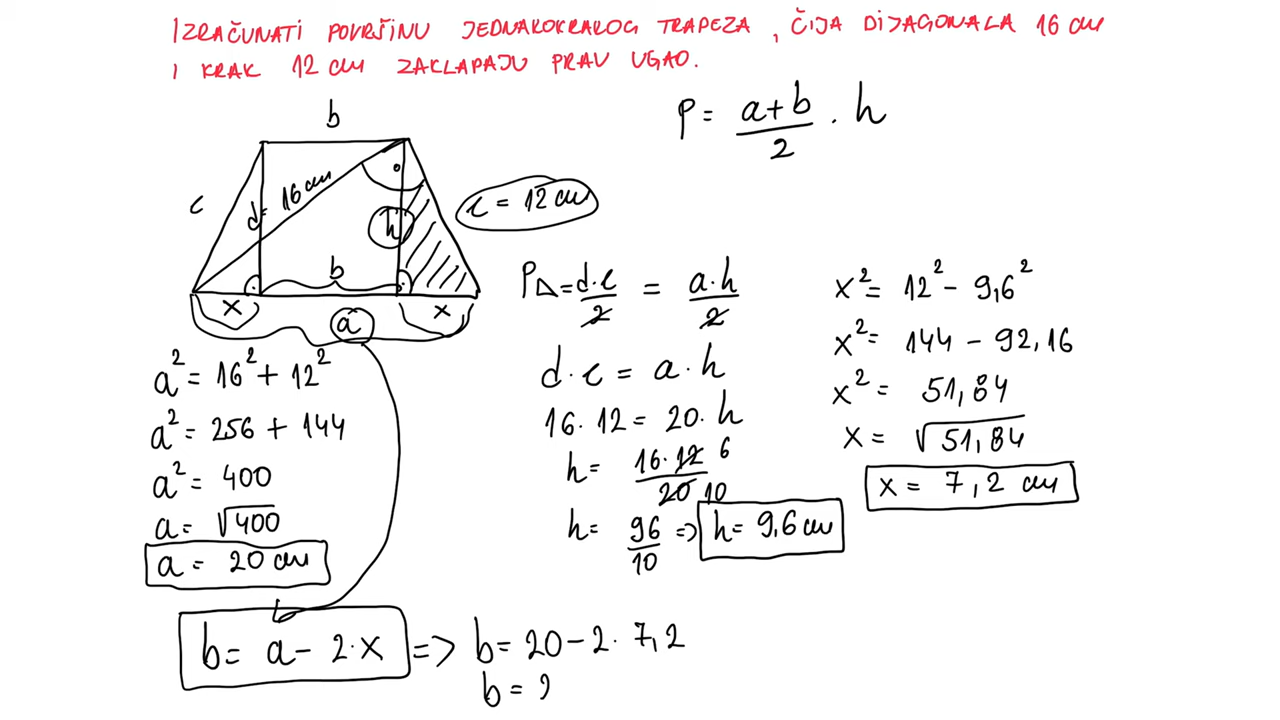 IZRAČUNATI POVRŠINU JEDNAKOKRAKOG TRAPEZA, ČIJA DIJAGONALA 16 cm
I KRAK 12 cm ZAKLAPAJU PRAV UGAO.
b
P = (a+b)/2 · h
c
d = 16 cm
h
c = 12 cm
b
x
x
a
a² = 16² + 12²
a² = 256 + 144
a² = 400
a = √400
a = 20 cm
P△ = d·c/2 = a·h/2
d·c = a·h
16·12 = 20·h
h = 16·12/20 6 10
h = 96/10 => h = 9,6 cm
x² = 12² - 9,6²
x² = 144 - 92,16
x² = 51,84
x = √51,84
x = 7,2 cm
b = a - 2·x => b = 20 - 2·7,2
b =